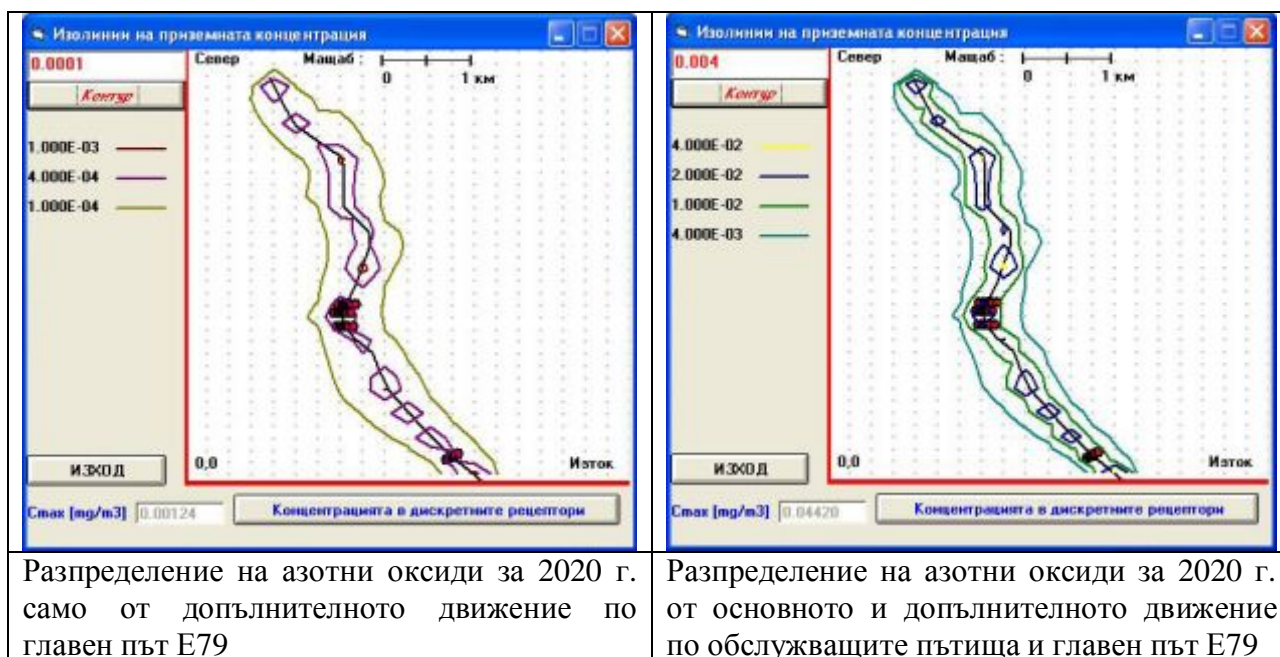 Изолинии на приземната концентрация
0.0001
Контур
Север
Мащаб :
0
1 км
1.000E-03
4.000E-04
1.000E-04
ИЗХОД
0,0
Изток
Cmax [mg/m3]
0.00124
Концентрацията в дискретните рецептори
Разпределение на азотни оксиди за 2020 г.
само от допълнителното движение по
главен път Е79
Изолинии на приземната концентрация
0.004
Контур
Север
Мащаб :
0
1 км
4.000E-02
2.000E-02
1.000E-02
4.000E-03
ИЗХОД
0,0
Изток
Cmax [mg/m3]
0.04420
Концентрацията в дискретните рецептори
Разпределение на азотни оксиди за 2020 г.
от основното и допълнителното движение
по обслужващите пътища и главен път Е79